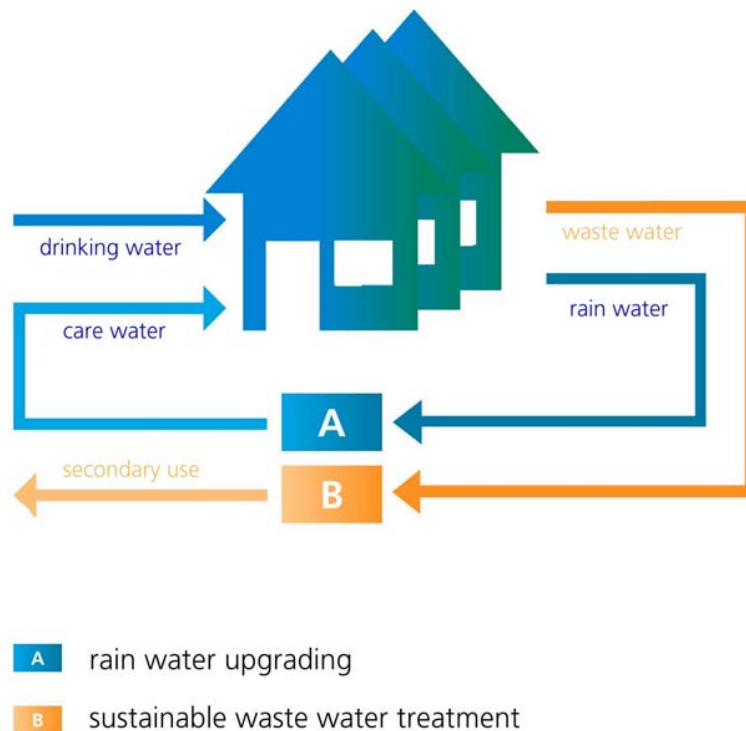 drinking water
waste water
care water
rain water
A
secondary use
B
A rain water upgrading
B sustainable waste water treatment